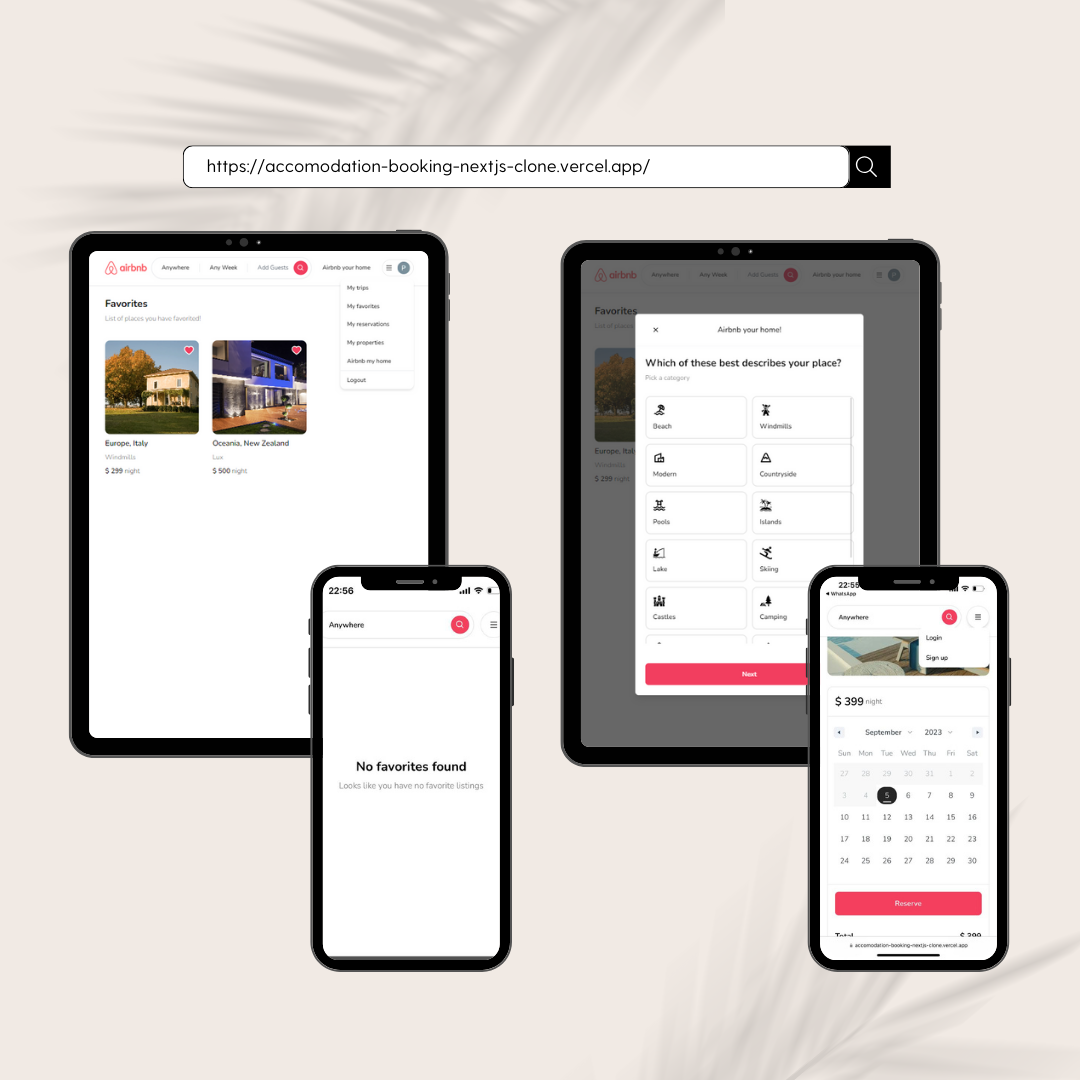 https://accomodation-booking-nextjs-clone.vercel.app/
airbnb
Anywhere
Any Week
Add Guests
Airbnb your home
P
Favorites
List of places you have favorited!
My trips
My favorites
My reservations
My properties
Airbnb my home
Logout
Europe, Italy
Windmills
$ 299 night
Oceania, New Zealand
Lux
$ 500 night
airbnb
Anywhere
Any Week
Add Guests
Airbnb your home
P
Favorites
List of places
Europe, Ital
Windmills
$ 299 night
Airbnb your home!
Which of these best describes your place?
Pick a category
Beach
Windmills
Modern
Countryside
Pools
Islands
Lake
Skiing
Castles
Camping
Next
22:56
Anywhere
No favorites found
Looks like you have no favorite listings
22:55
◀ WhatsApp
Anywhere
Login
Sign up
$ 399 night
September
2023
Sun Mon Tue Wed Thu Fri Sat
27 28 29 30 31 1 2
3 4 5 6 7 8 9
10 11 12 13 14 15 16
17 18 19 20 21 22 23
24 25 26 27 28 29 30
Reserve
Total $ 399
accomodation-booking-nextjs-clone.vercel.app